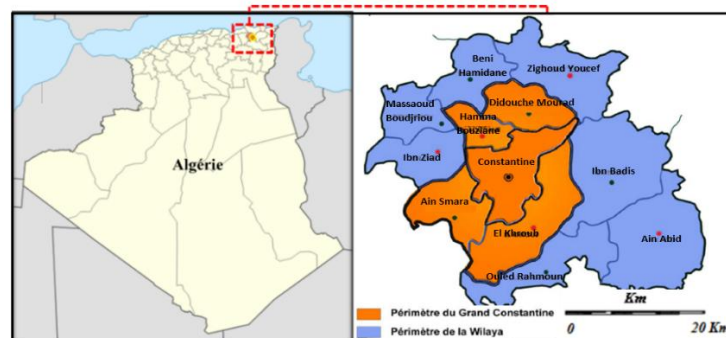 Algérie
Beni
Hamidane
Zighoud Youcef
Didouche Mourad
Massaoud
Boudjriou
Hamma
Bouziane
Ibn Ziad
Constantine
Ibn Badis
Ain Smara
El Khroub
Ain Abid
Ouled Rahmoun
Km
Périmètre du Grand Constantine
Périmètre de la Wilaya
0
20 Km